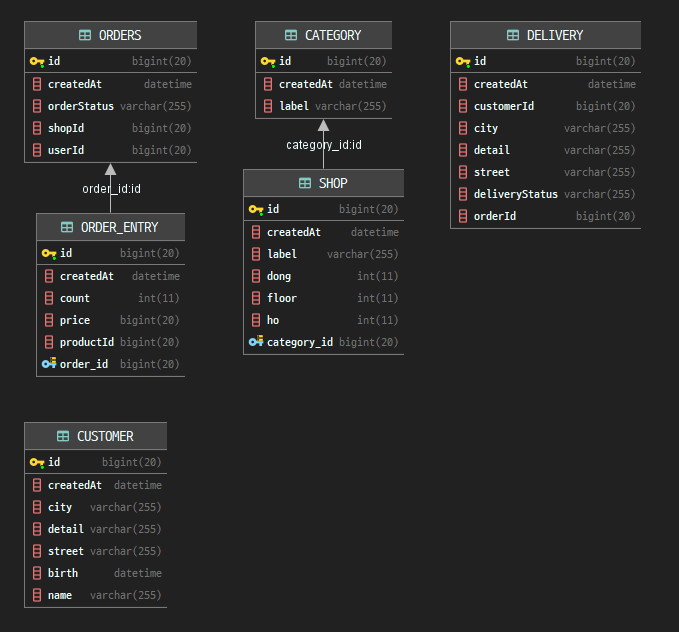 ORDERS
id bigint(20)
createdAt datetime
orderStatus varchar(255)
shopId bigint(20)
userId bigint(20)
order_id:id
ORDER_ENTRY
id bigint(20)
createdAt datetime
count int(11)
price bigint(20)
productId bigint(20)
order_id bigint(20)
CATEGORY
id bigint(20)
createdAt datetime
label varchar(255)
category_id:id
SHOP
id bigint(20)
createdAt datetime
label varchar(255)
dong int(11)
floor int(11)
ho int(11)
category_id bigint(20)
DELIVERY
id bigint(20)
createdAt datetime
customerId bigint(20)
city varchar(255)
detail varchar(255)
street varchar(255)
deliveryStatus varchar(255)
orderId bigint(20)
CUSTOMER
id bigint(20)
createdAt datetime
city varchar(255)
detail varchar(255)
street varchar(255)
birth datetime
name varchar(255)